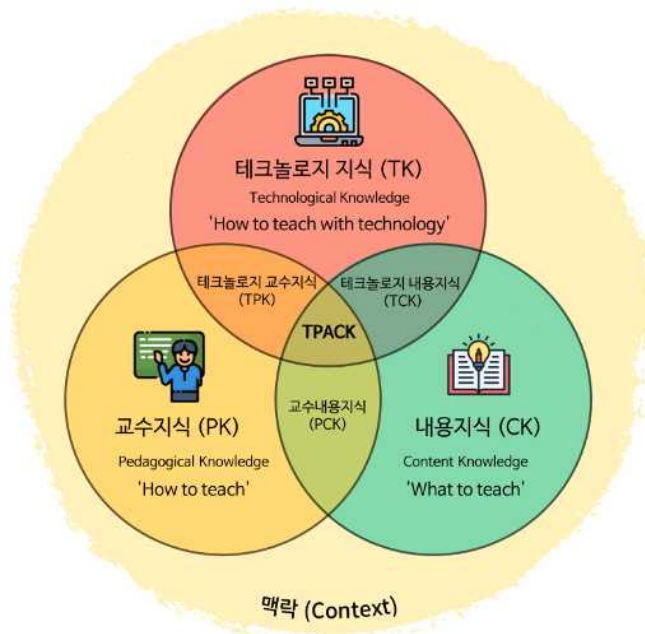 테크놀로지 지식 (TK)
Technological Knowledge
'How to teach with technology'
테크놀로지 교수지식
(TPK)
테크놀로지 내용지식
(TCK)
TPACK
교수지식 (PK)
Pedagogical Knowledge
'How to teach'
교수내용지식
(PCK)
내용지식 (CK)
Content Knowledge
'What to teach'
맥락 (Context)